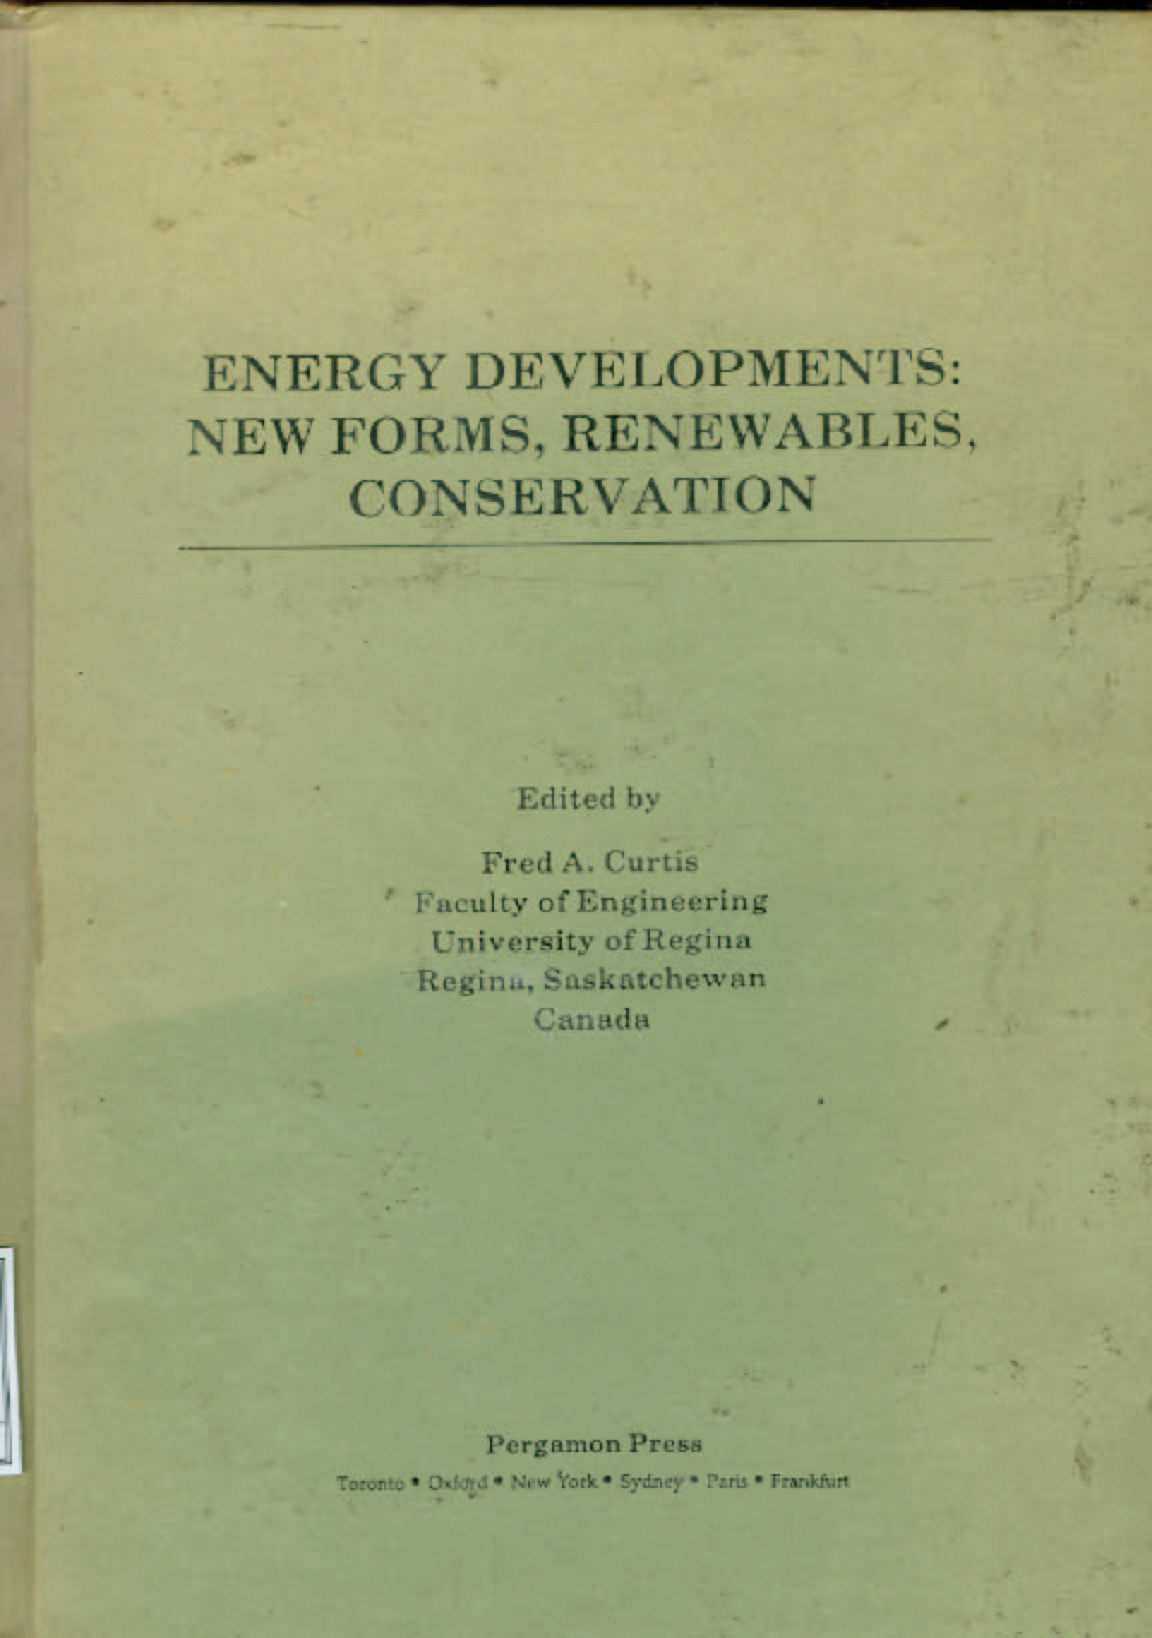 ENERGY DEVELOPMENTS:
NEW FORMS, RENEWABLES,
CONSERVATION
Edited by
Fred A. Curtis
Faculty of Engineering
University of Regina
Regina, Saskatchewan
Canada
Pergamon Press
Toronto • Oxford • New York • Sydney • Paris • Frankfurt